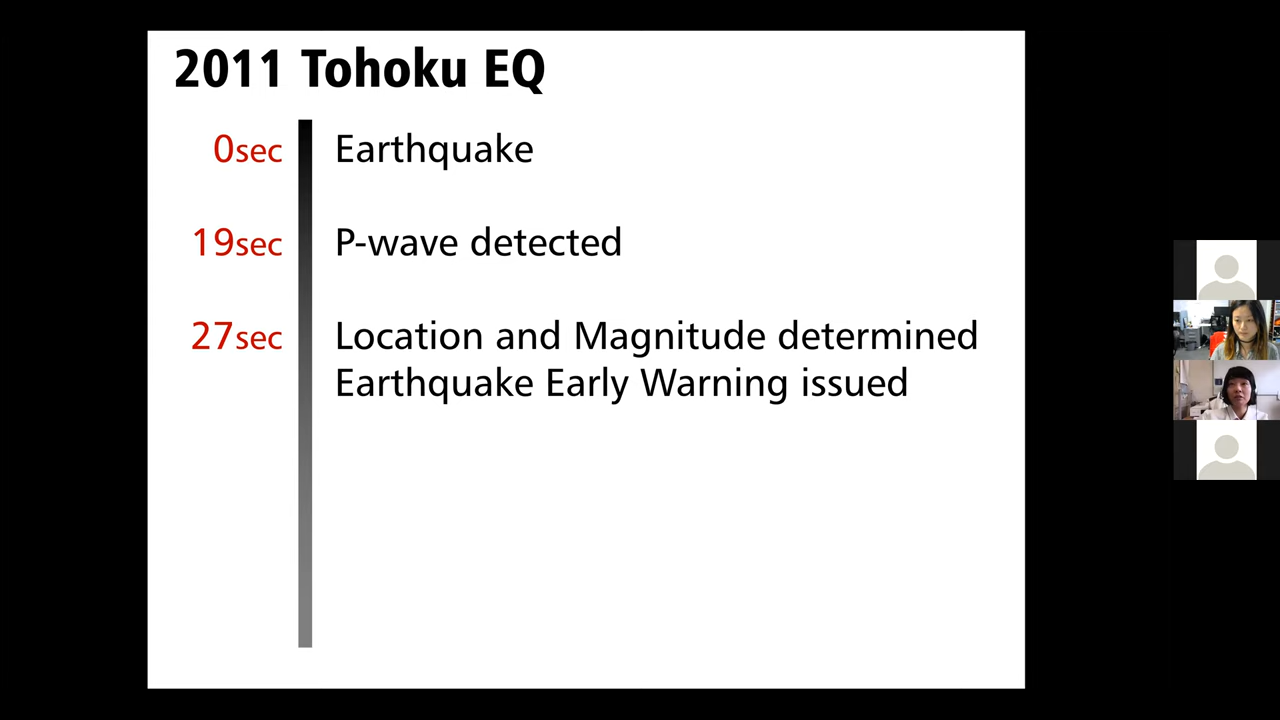 2011 Tohoku EQ
0sec Earthquake
19sec P-wave detected
27sec Location and Magnitude determined
Earthquake Early Warning issued